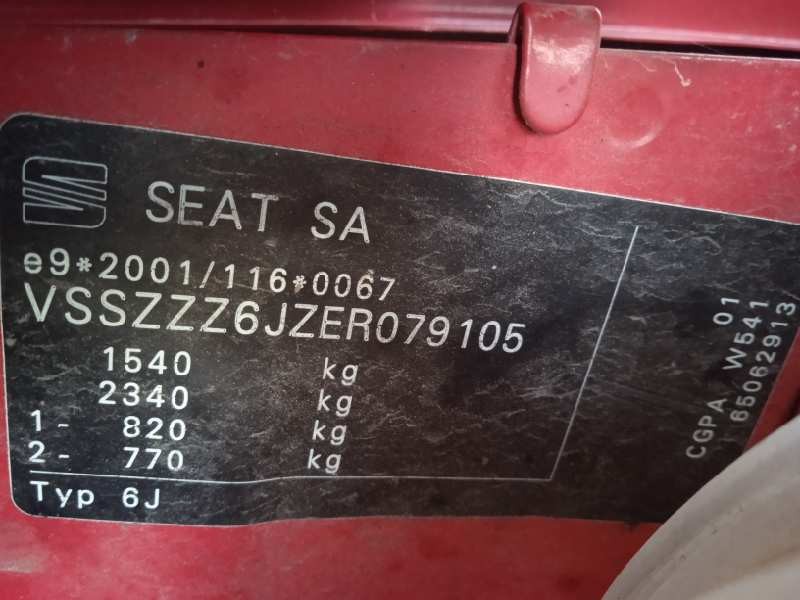 SEAT SA
e9*2001/116*0067
VSSZZZ6JZER079105
1540 kg
2340 kg
1- 820 kg
2- 770 kg
Typ 6J
01
CGPA W541
65062913